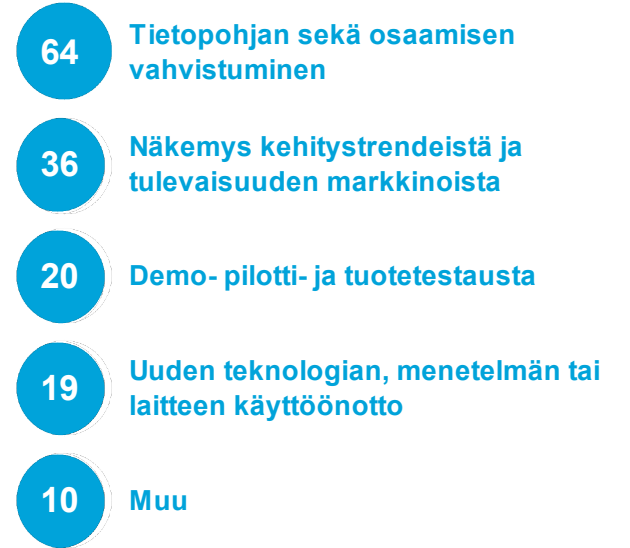 64
Tietopohjan sekä osaamisen
vahvistuminen
36
Näkemys kehitystrendeistä ja
tulevaisuuden markkinoista
20
Demo- pilotti- ja tuotetestausta
19
Uuden teknologian, menetelmän tai
laitteen käyttöönotto
10
Muu